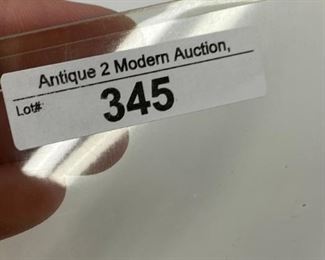 Antique 2 Modern Auction,
Lot#: 345